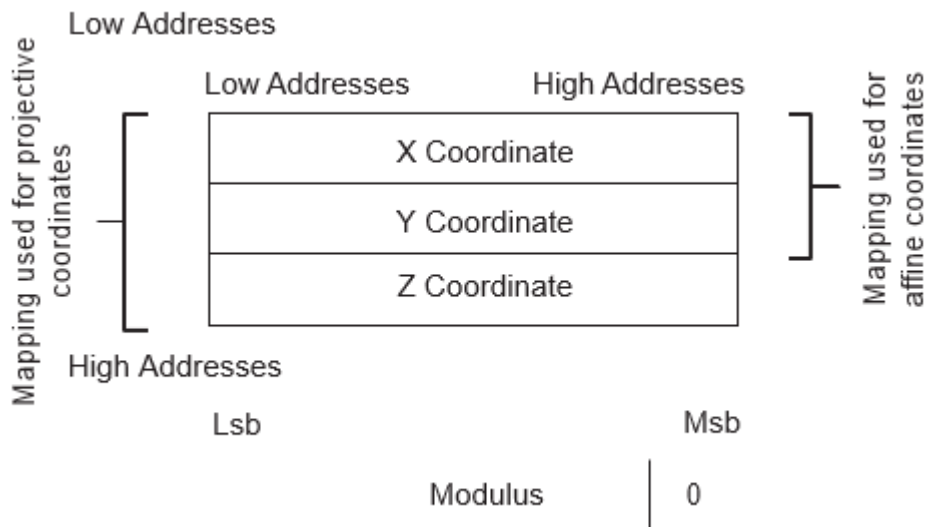 Low Addresses
Low Addresses High Addresses
Mapping used for projective
coordinates
X Coordinate
Y Coordinate
Z Coordinate
Mapping used for
affine coordinates
High Addresses
Lsb Msb
Modulus 0